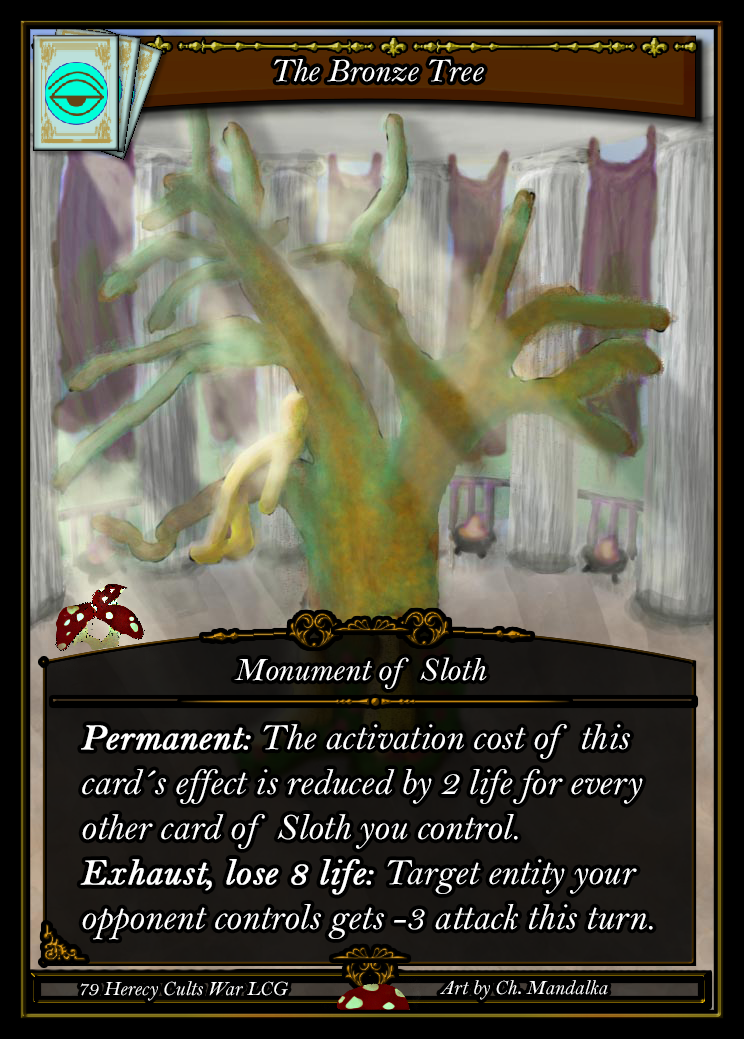 The Bronze Tree
Monument of Sloth
Permanent: The activation cost of this
card´s effect is reduced by 2 life for every
other card of Sloth you control.
Exhaust, lose 8 life: Target entity your
opponent controls gets -3 attack this turn.
79 Herecy Cults War LCG
Art by Ch. Mandalka